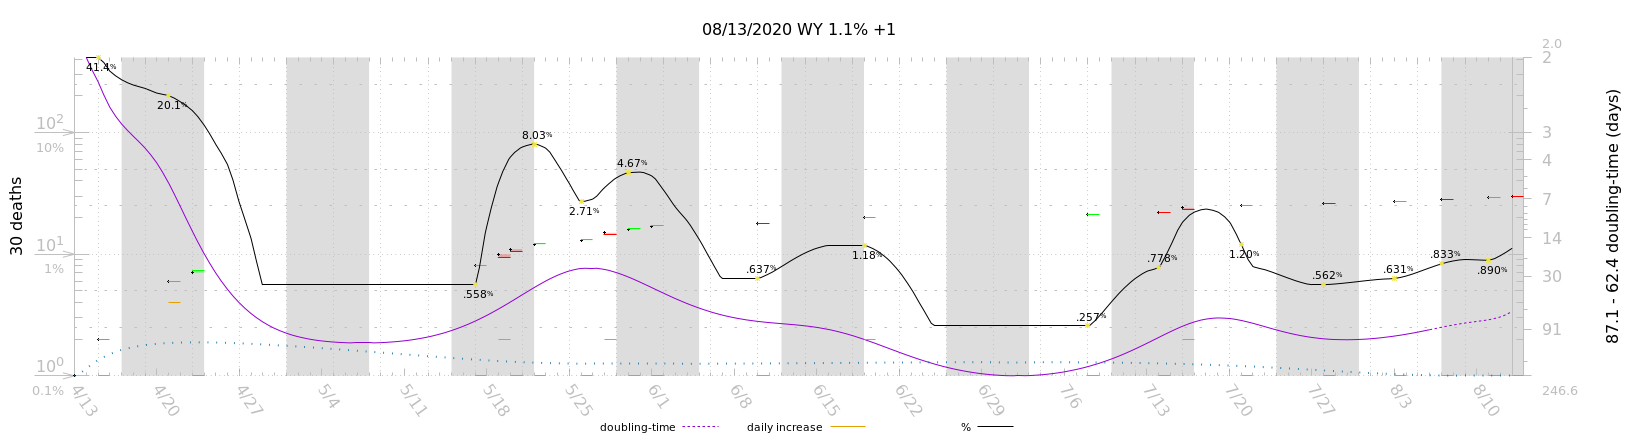 08/13/2020 WY 1.1% +1
2.0
41.4% 2
20.1%
10² 8.03% 3
10% 4.67% 4
2.71% 7
10¹ 1.18% 1.20% 14
1% .637% .778% .833%
.558% .562% .631% .890% 30
.257% 91
10⁰
0.1% 246.6
4/13 4/20 4/27 5/4 5/11 5/18 5/25 6/1 6/8 6/15 6/22 6/29 7/6 7/13 7/20 7/27 8/3 8/10
30 deaths
87.1 - 62.4 doubling-time (days)
doubling-time daily increase %